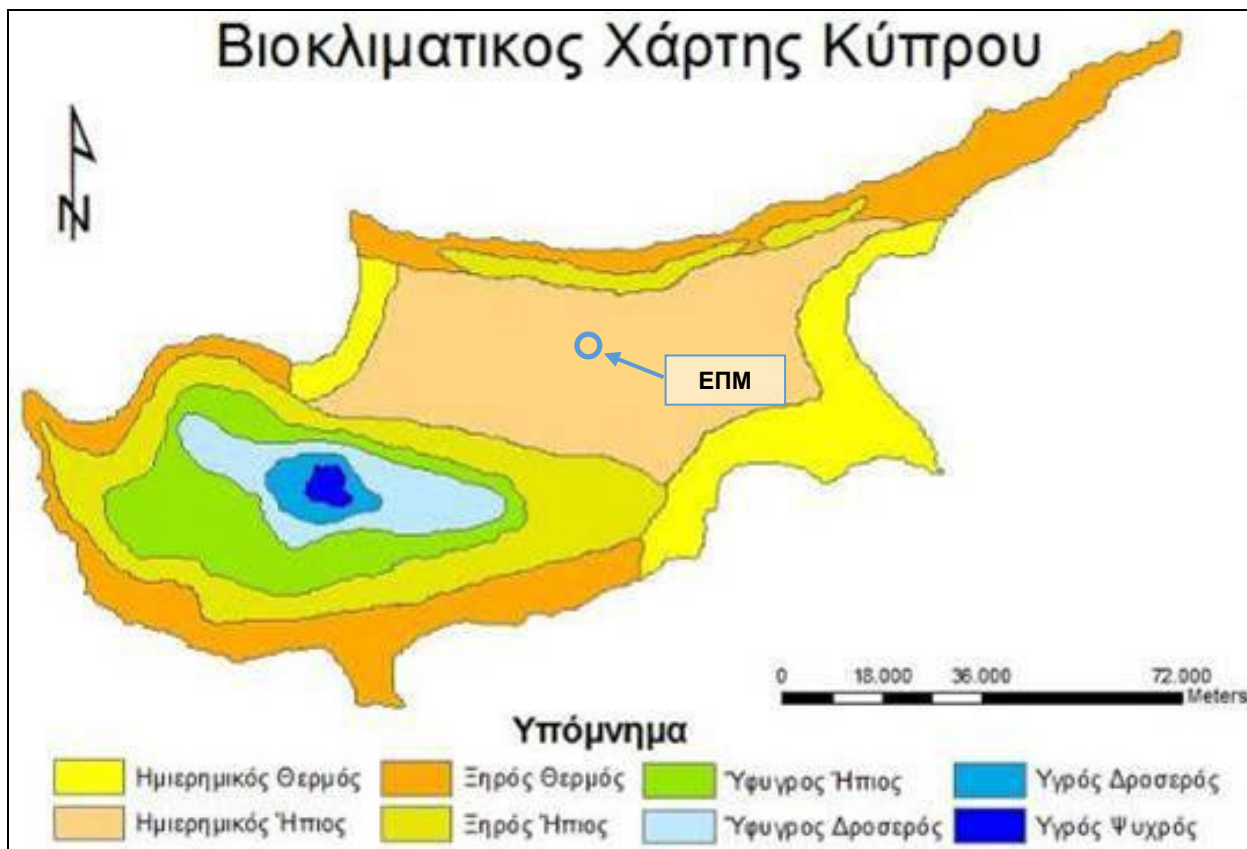 Βιοκλιματικος Χάρτης Κύπρου
N
ΕΠΜ
0 18.000 36.000 72.000
Meters
Υπόμνημα
Ημιερημικός Θερμός Ξηρός Θερμός Ύφυγρος Ήπιος Υγρός Δροσερός
Ημιερημικός Ήπιος Ξηρός Ήπιος Ύφυγρος Δροσερός Υγρός Ψυχρός